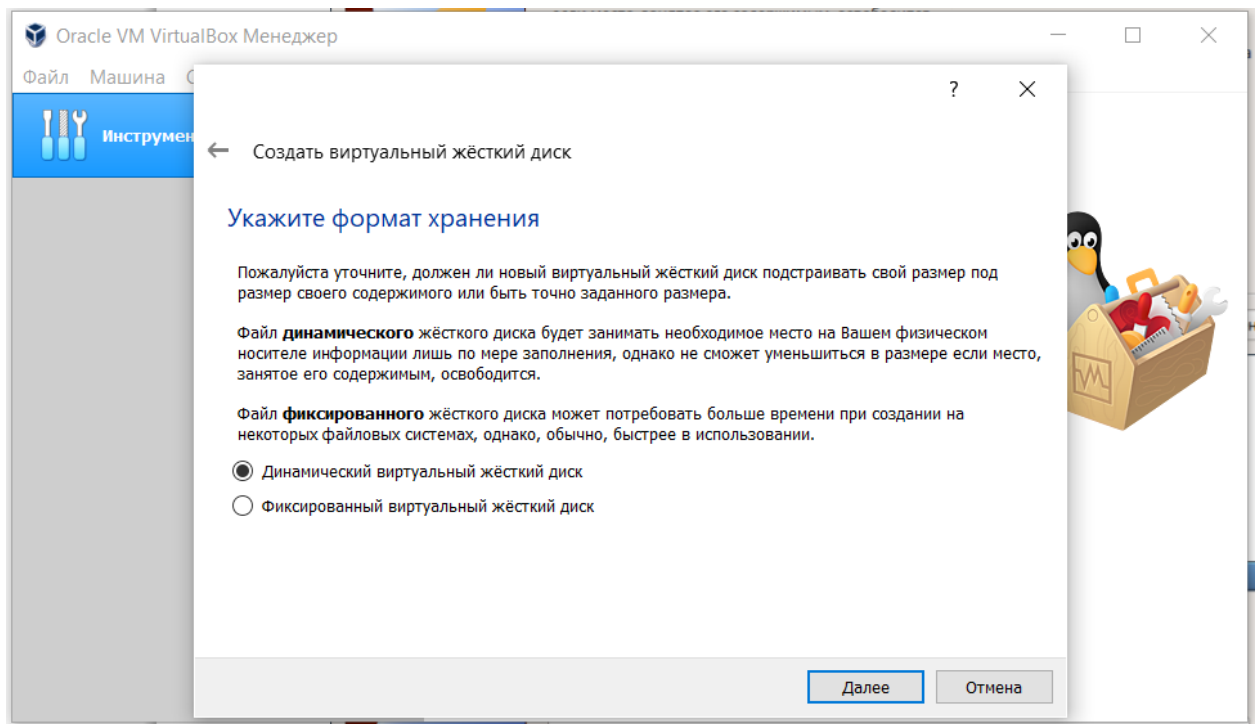 Oracle VM VirtualBox Менеджер
Файл Машина
Инструмен
?
Создать виртуальный жёсткий диск
Укажите формат хранения
Пожалуйста уточните, должен ли новый виртуальный жёсткий диск подстраивать свой размер под
размер своего содержимого или быть точно заданного размера.
Файл динамического жёсткого диска будет занимать необходимое место на Вашем физическом
носителе информации лишь по мере заполнения, однако не сможет уменьшиться в размере если место,
занятое его содержимым, освободится.
Файл фиксированного жёсткого диска может потребовать больше времени при создании на
некоторых файловых системах, однако, обычно, быстрее в использовании.
Динамический виртуальный жёсткий диск
Фиксированный виртуальный жёсткий диск
Далее Отмена